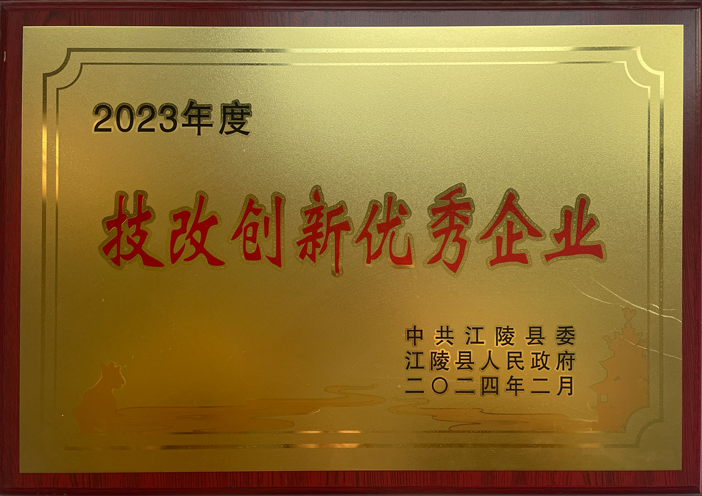 2023年度
技改创新优秀企业
中共江陵县委
江陵县人民政府
二〇二四年二月